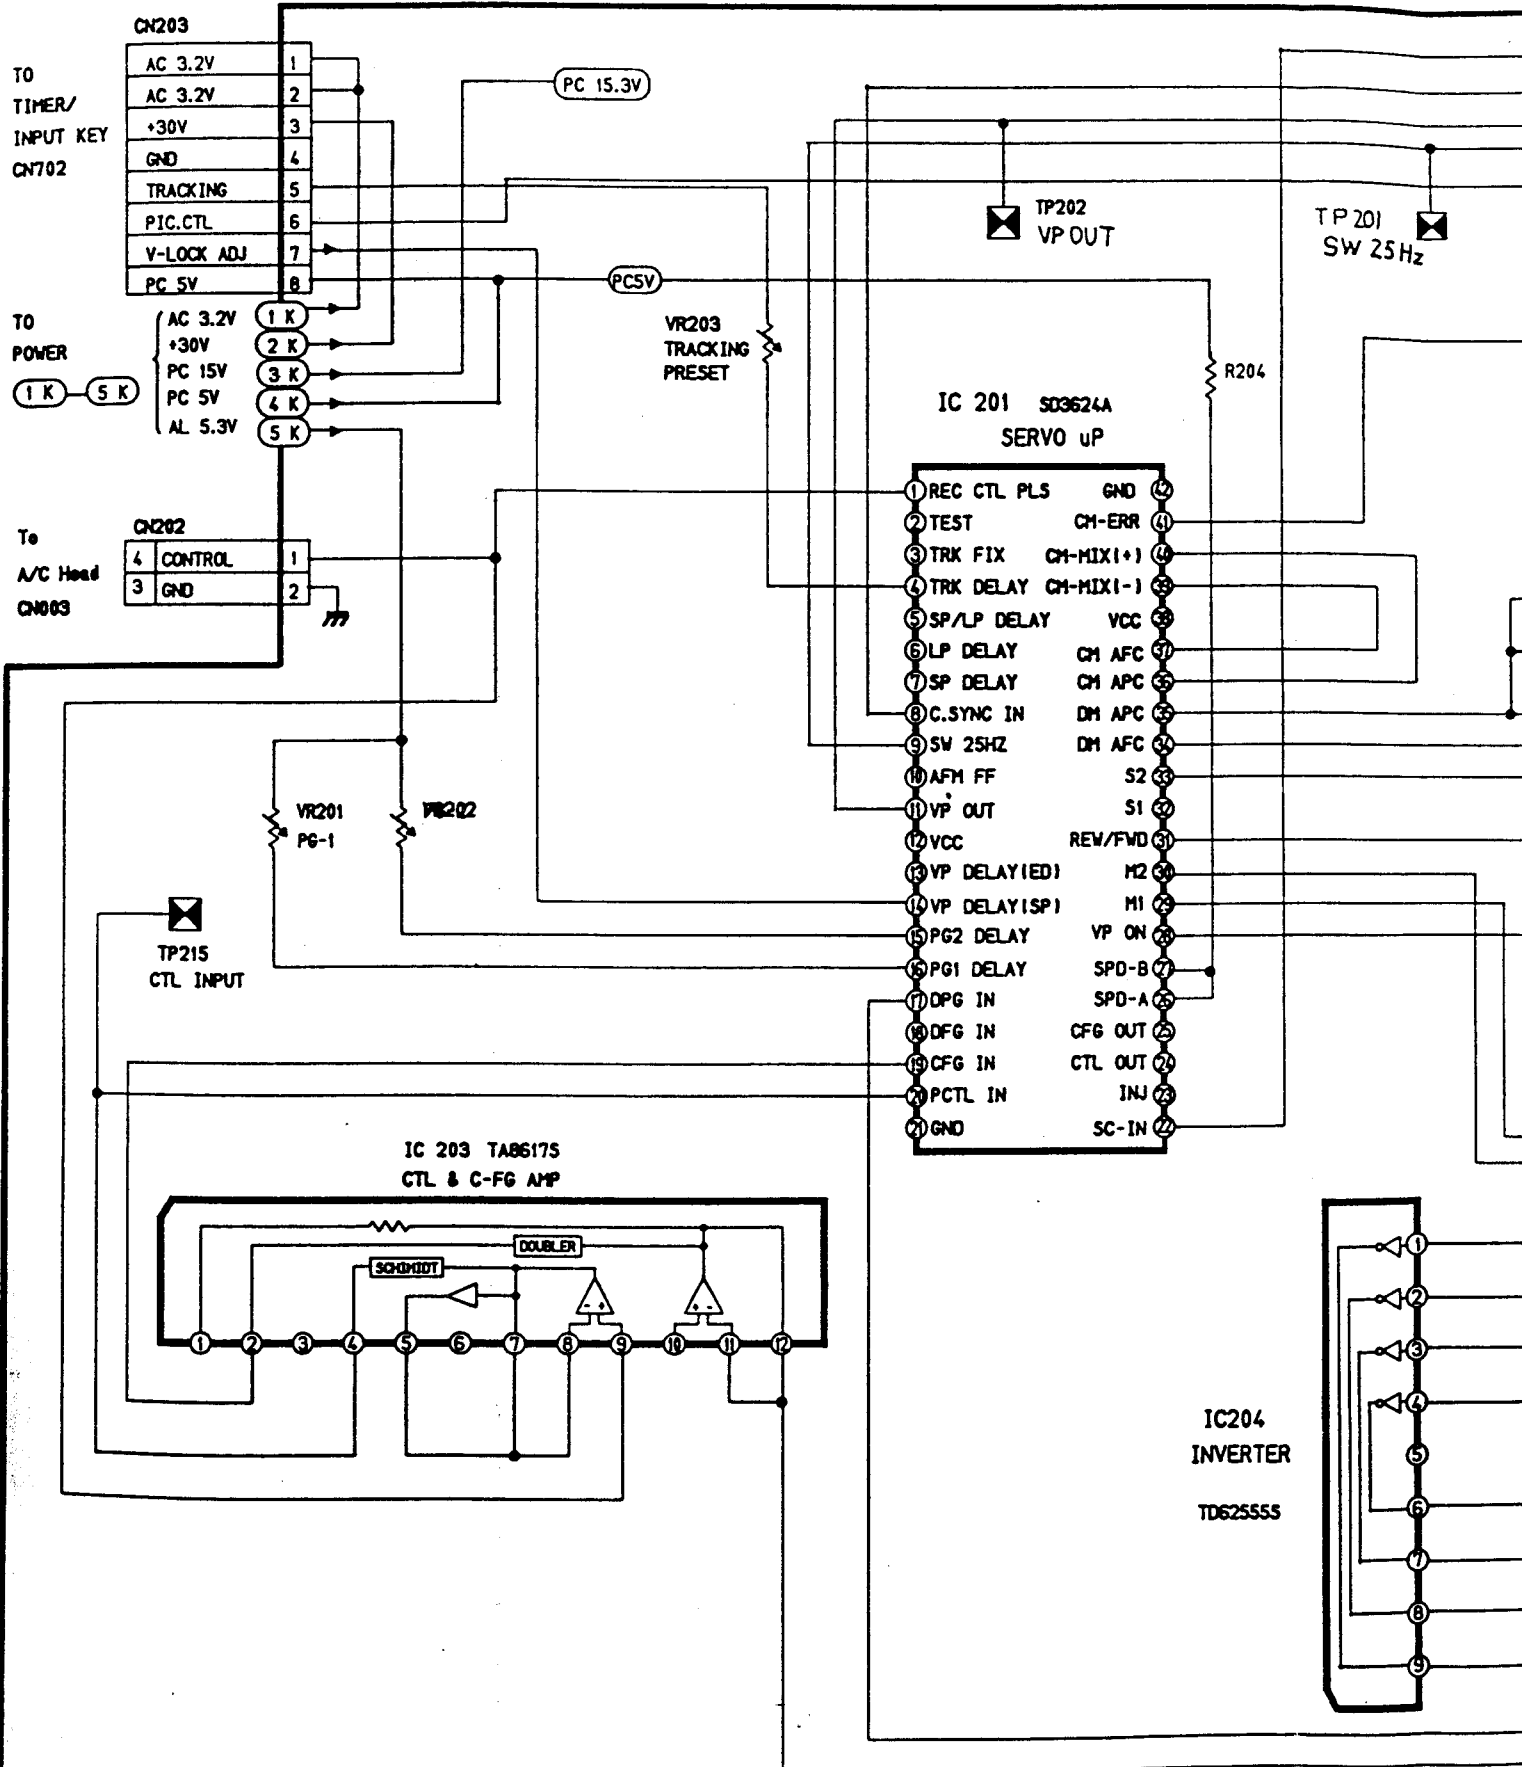 CN203
TO
TIMER/
INPUT KEY
CN702
AC 3.2V 1
AC 3.2V 2
+30V 3
GND 4
TRACKING 5
PIC.CTL 6
V-LOCK ADJ 7
PC 5V 8
PC 15.3V
PC5V
TO
POWER
1 K 5 K
AC 3.2V 1 K
+30V 2 K
PC 15V 3 K
PC 5V 4 K
AL 5.3V 5 K
TP202
VP OUT
TP201
SW 25Hz
VR203
TRACKING
PRESET
R204
To
A/C Head
CN003
CN202
4 CONTROL 1
3 GND 2
IC 201 SD3624A
SERVO uP
1 REC CTL PLS GND 42
2 TEST CM-ERR 41
3 TRK FIX CM-MIX(+) 40
4 TRK DELAY CM-MIX(-) 39
5 SP/LP DELAY VCC 38
6 LP DELAY CM AFC 37
7 SP DELAY CM APC 36
8 C.SYNC IN DM APC 35
9 SW 25HZ DM AFC 34
10 AFM FF S2 33
11 VP OUT S1 32
12 VCC REW/FWD 31
13 VP DELAY(ED) M2 30
14 VP DELAY(SP) M1 29
15 PG2 DELAY VP ON 28
16 PG1 DELAY SPD-B 27
17 DPG IN SPD-A 26
18 DFG IN CFG OUT 25
19 CFG IN CTL OUT 24
20 PCTL IN INJ 23
21 GND SC-IN 22
VR201
PG-1
VR202
TP215
CTL INPUT
IC 203 TA8617S
CTL & C-FG AMP
DOUBLER
SCHIMIDT
- +
+ -
1 2 3 4 5 6 7 8 9 10 11 12
IC204
INVERTER
TD62555S
1
2
3
4
5
6
7
8
9